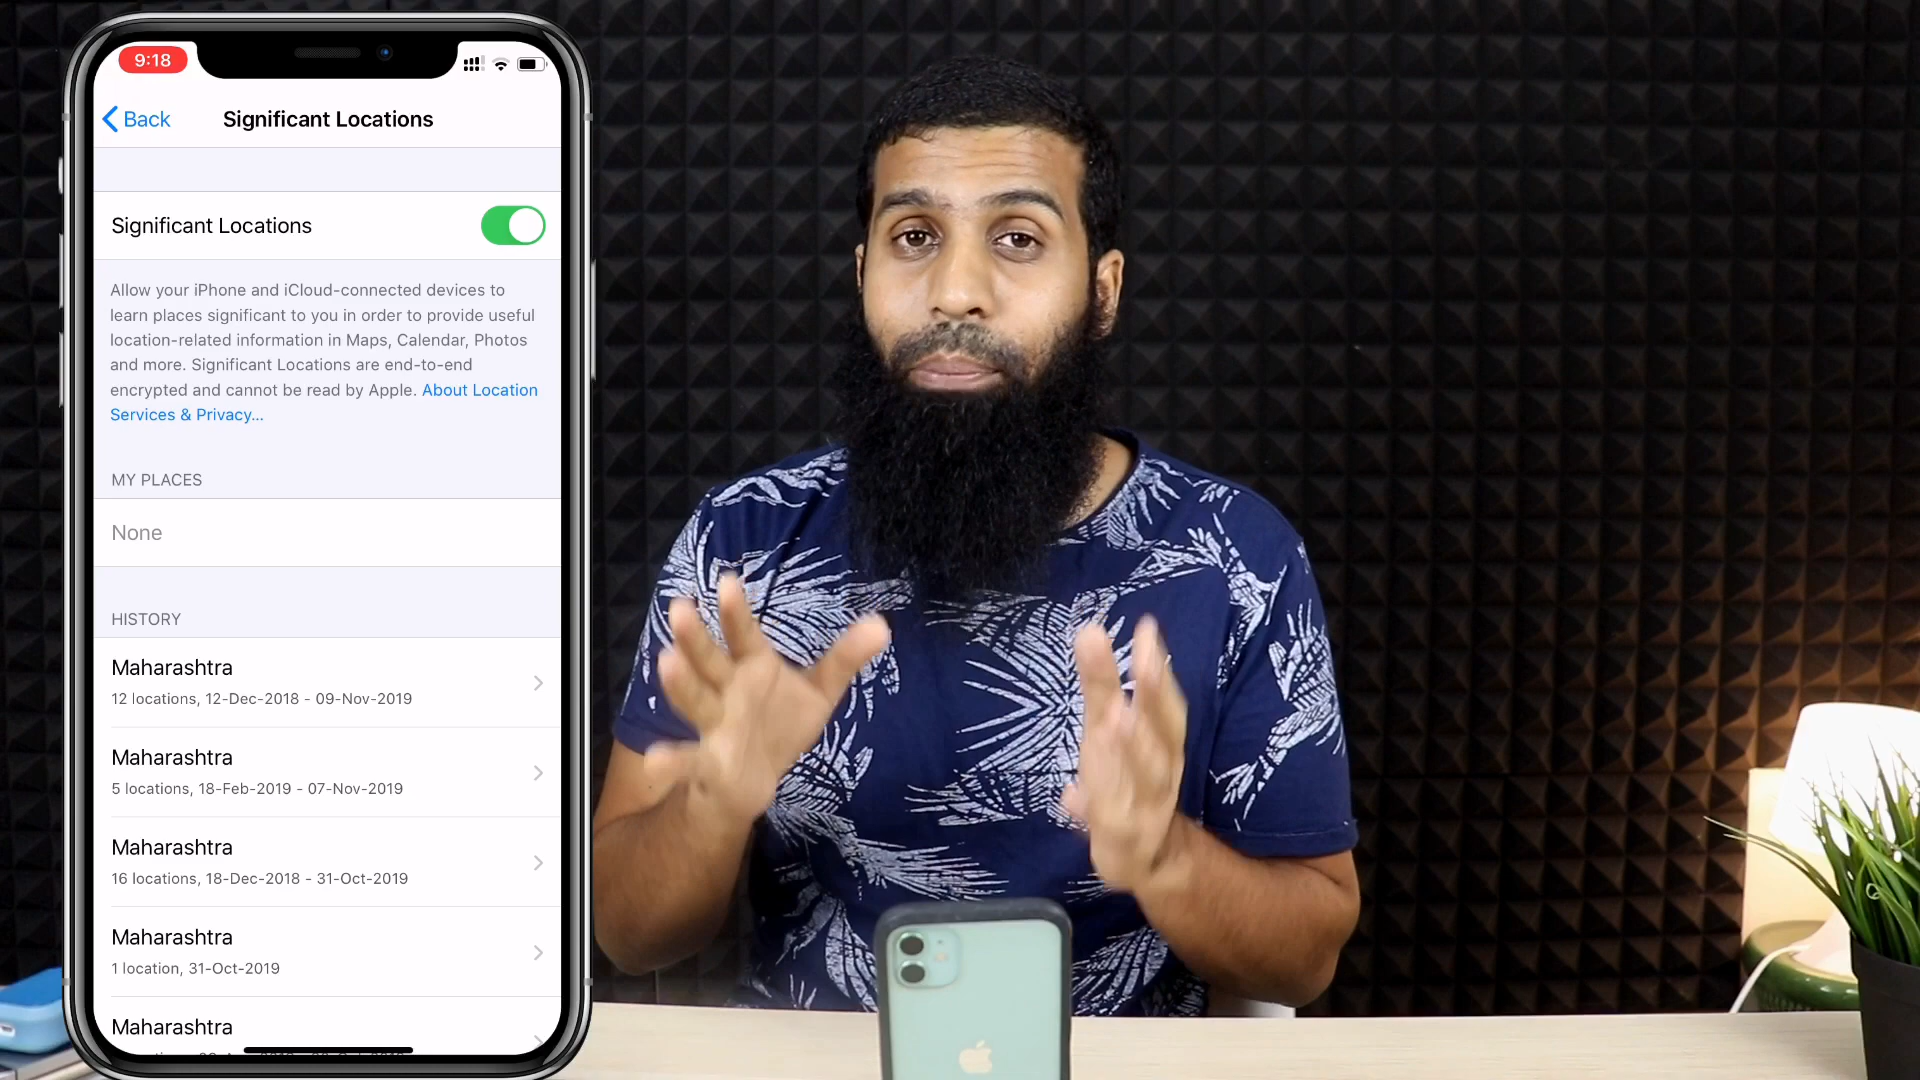 9:18
Back
Significant Locations
Significant Locations
Allow your iPhone and iCloud-connected devices to
learn places significant to you in order to provide useful
location-related information in Maps, Calendar, Photos
and more. Significant Locations are end-to-end
encrypted and cannot be read by Apple. About Location
Services & Privacy...
MY PLACES
None
HISTORY
Maharashtra
12 locations, 12-Dec-2018 - 09-Nov-2019
Maharashtra
5 locations, 18-Feb-2019 - 07-Nov-2019
Maharashtra
16 locations, 18-Dec-2018 - 31-Oct-2019
Maharashtra
1 location, 31-Oct-2019
Maharashtra